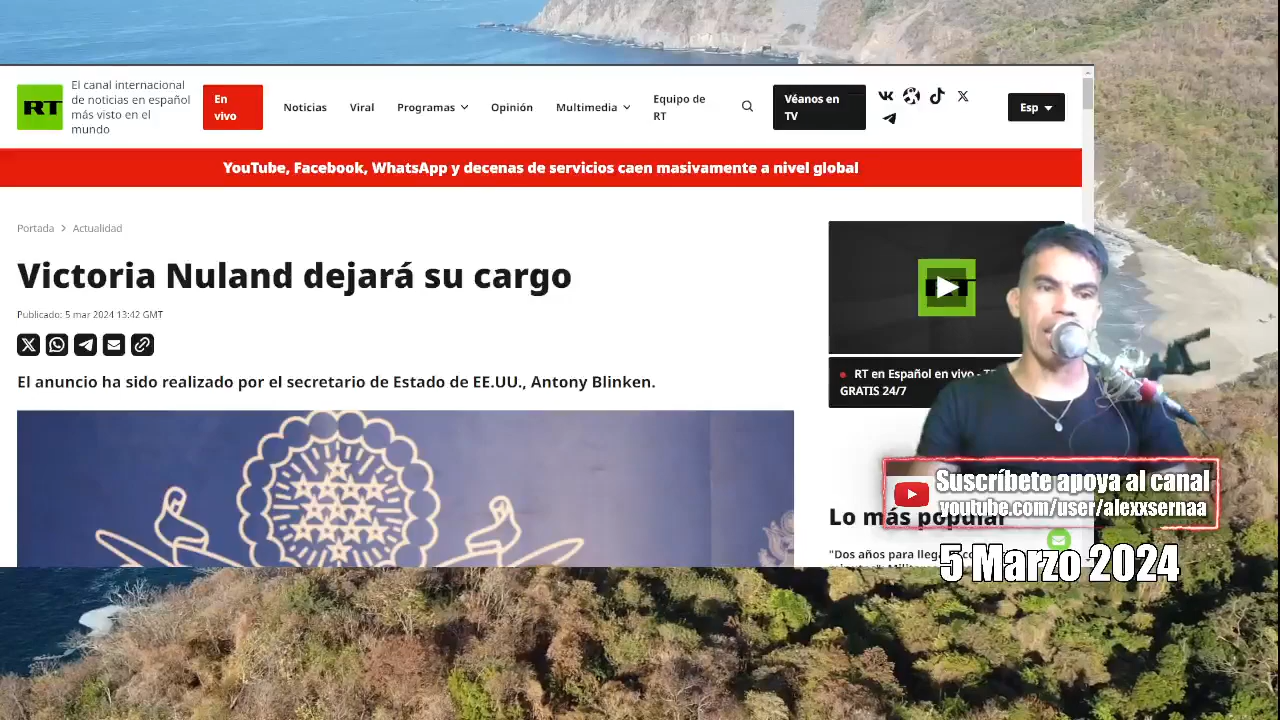 RT
El canal internacional
de noticias en español
más visto en el
mundo
En
vivo
Noticias
Viral
Programas
Opinión
Multimedia
Equipo de
RT
Véanos en
TV
Esp
YouTube, Facebook, WhatsApp y decenas de servicios caen masivamente a nivel global
Portada > Actualidad
Victoria Nuland dejará su cargo
Publicado: 5 mar 2024 13:42 GMT
El anuncio ha sido realizado por el secretario de Estado de EE.UU., Antony Blinken.
RT en Español en vivo -
GRATIS 24/7
Suscríbete apoya al canal
youtube.com/user/alexxsernaa
Lo más popular
"Dos años para
5 Marzo 2024